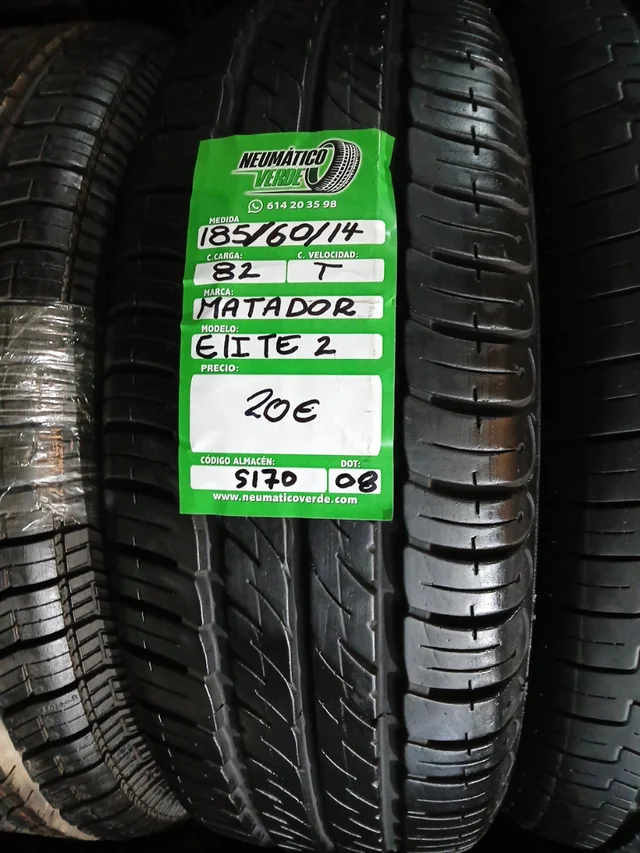 NEUMÁTICO
VERDE
614 20 35 98
MEDIDA
185/60/14
C.CARGA: C. VELOCIDAD:
82 T
MARCA:
MATADOR
MODELO:
ElITE 2
PRECIO:
20€
CÓDIGO ALMACÉN: DOT:
S170 08
www.neumaticoverde.com